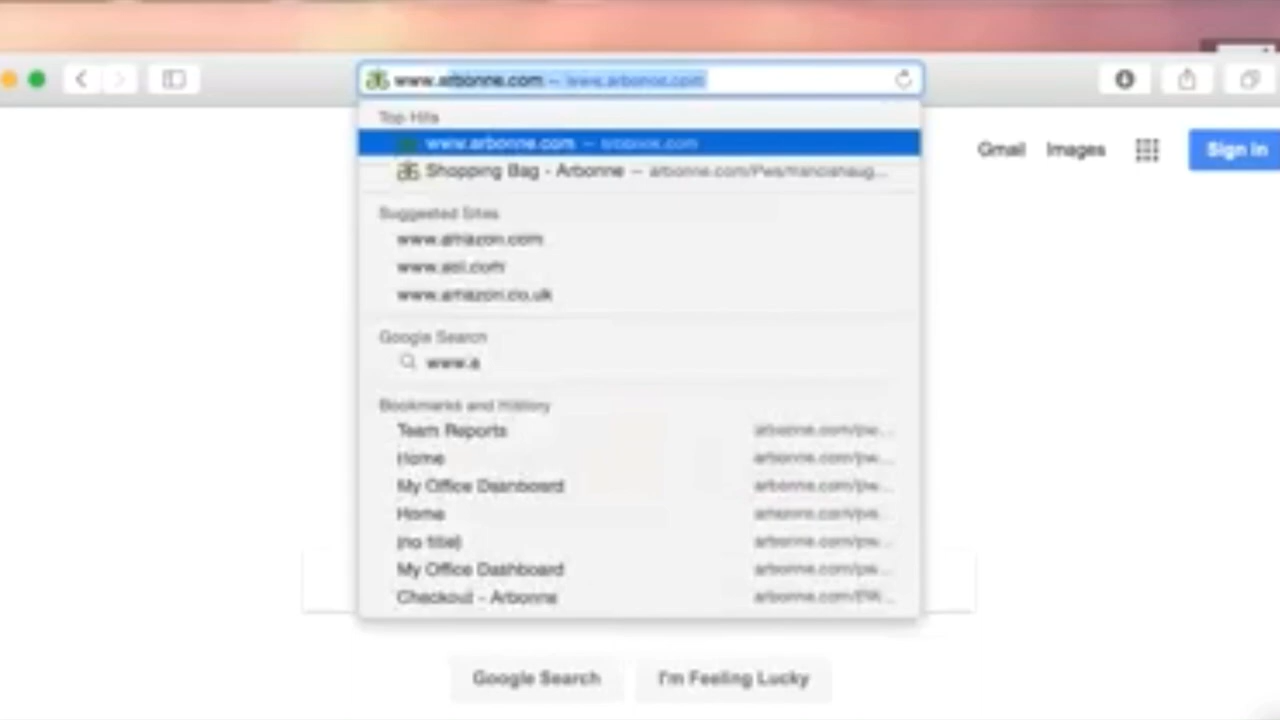 www.arbonne.com — www.arbonne.com
Top Hits
www.arbonne.com — arbonne.com
Shopping Bag - Arbonne —
Suggested Sites
www.amazon.com
www.aol.com
www.amazon.co.uk
Google Search
www.a
Bookmarks and History
Team Reports arbonne.com/pw...
Home arbonne.com/pw...
My Office Dashboard arbonne.com/pw...
Home arbonne.com/pw...
(no title) arbonne.com/pw...
My Office Dashboard arbonne.com/pw...
Checkout - Arbonne arbonne.com/PW...
Gmail Images Sign in
Google Search I'm Feeling Lucky